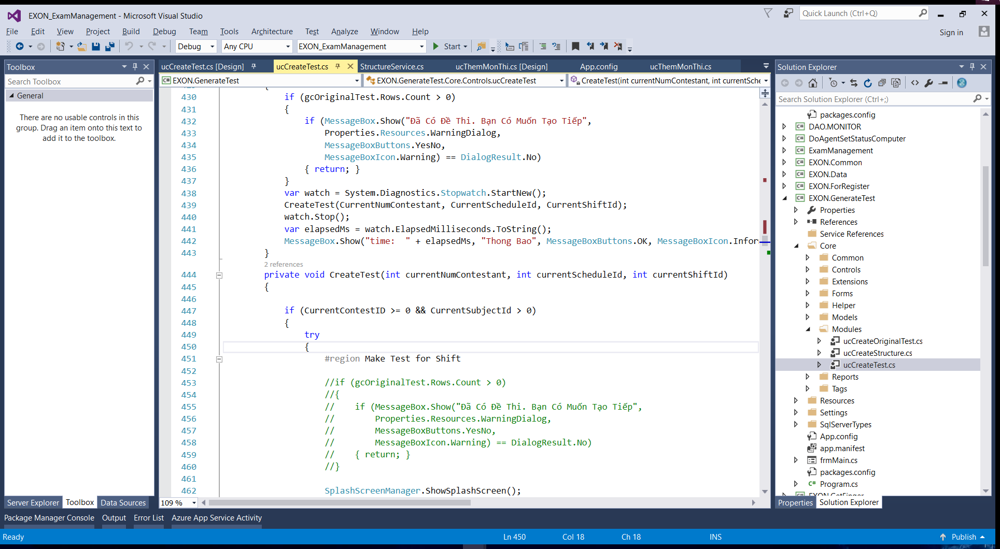 EXON_ExamManagement - Microsoft Visual Studio
Quick Launch (Ctrl+Q)
File Edit View Project Build Debug Team Tools Architecture Test Analyze Window Help
Sign in
Debug Any CPU EXON_ExamManagement Start
Toolbox
Search Toolbox
General
There are no usable controls in this
group. Drag an item onto this text to
add it to the toolbox.
ucCreateTest.cs [Design] ucCreateTest.cs StructureService.cs ucThemMonThi.cs [Design] App.config ucThemMonThi.cs
EXON.GenerateTest EXON.GenerateTest.Core.Controls.ucCreateTest CreateTest(int currentNumContestant, int currentSche
430 if (gcOriginalTest.Rows.Count > 0)
431 {
432 if (MessageBox.Show("Đã Có Đề Thi. Bạn Có Muốn Tạo Tiếp",
433 Properties.Resources.WarningDialog,
434 MessageBoxButtons.YesNo,
435 MessageBoxIcon.Warning) == DialogResult.No)
436 { return; }
437 }
438 var watch = System.Diagnostics.Stopwatch.StartNew();
439 CreateTest(CurrentNumContestant, CurrentScheduleId, CurrentShiftId);
440 watch.Stop();
441 var elapsedMs = watch.ElapsedMilliseconds.ToString();
442 MessageBox.Show("time:  " + elapsedMs, "Thong Bao", MessageBoxButtons.OK, MessageBoxIcon.Infor
443 }
2 references
444 private void CreateTest(int currentNumContestant, int currentScheduleId, int currentShiftId)
445 {
446
447 if (CurrentContestID >= 0 && CurrentSubjectId > 0)
448 {
449 try
450 {
451 #region Make Test for Shift
452
453 //if (gcOriginalTest.Rows.Count > 0)
454 //{
455 //    if (MessageBox.Show("Đã Có Đề Thi. Bạn Có Muốn Tạo Tiếp",
456 //        Properties.Resources.WarningDialog,
457 //        MessageBoxButtons.YesNo,
458 //        MessageBoxIcon.Warning) == DialogResult.No)
459 //    { return; }
460 //}
461
462 SplashScreenManager.ShowSplashScreen();
109 %
Solution Explorer
Search Solution Explorer (Ctrl+;)
packages.config
C# DAO.MONITOR
C# DoAgentSetStatusComputer
C# ExamManagement
C# EXON.Common
C# EXON.Data
C# EXON.ForRegister
C# EXON.GenerateTest
Properties
References
Service References
Core
Common
Controls
Extensions
Forms
Helper
Models
Modules
ucCreateOriginalTest.cs
ucCreateStructure.cs
ucCreateTest.cs
Reports
Tags
Resources
Settings
SqlServerTypes
App.config
app.manifest
frmMain.cs
packages.config
C# Program.cs
EXON.GetFinger
Server Explorer Toolbox Data Sources
Properties Solution Explorer
Package Manager Console Output Error List Azure App Service Activity
Ready Ln 450 Col 18 Ch 18 INS Publish